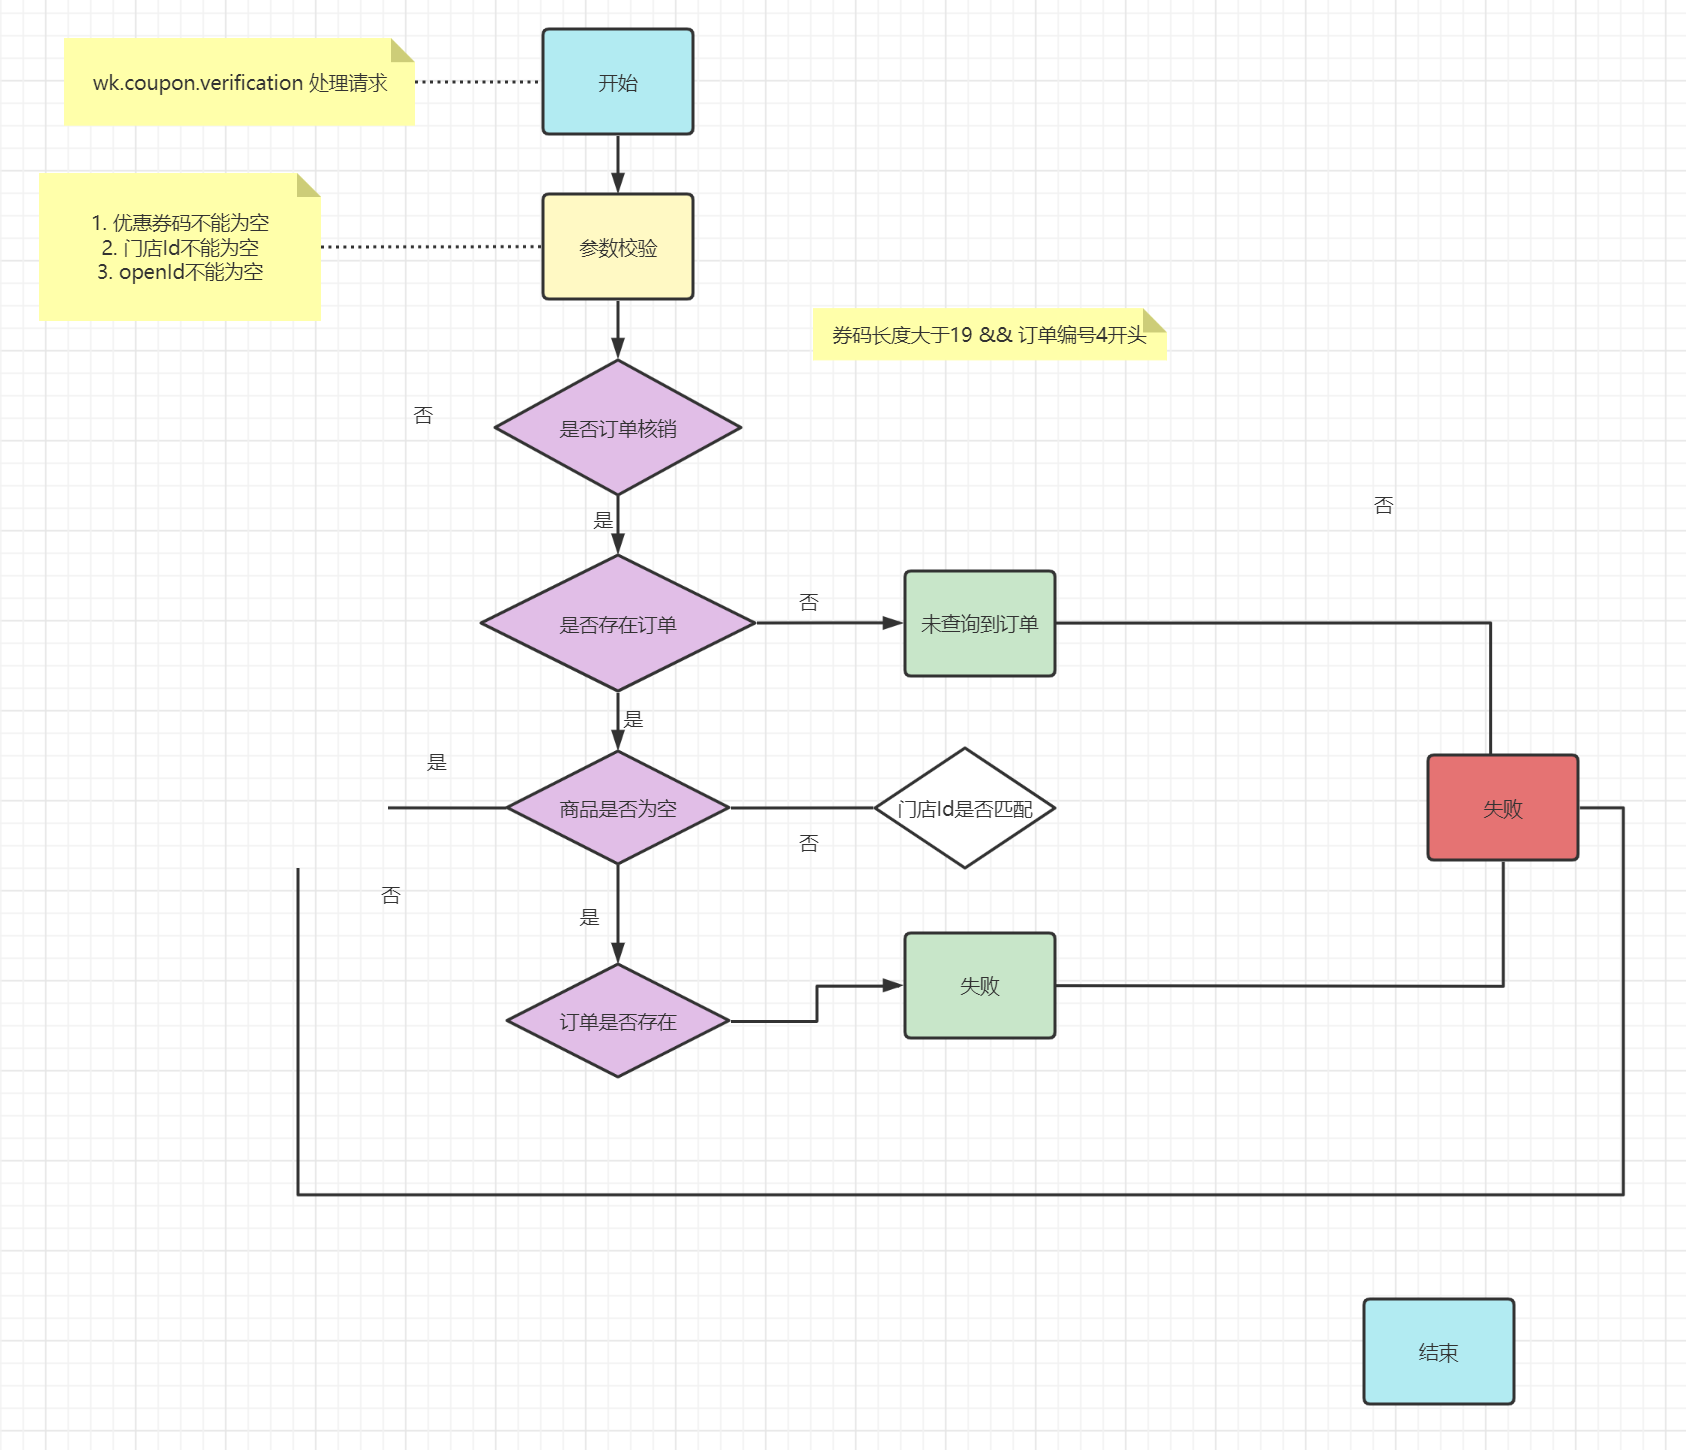 wk.coupon.verification 处理请求
开始
1. 优惠券码不能为空
2. 门店Id不能为空
3. openId不能为空
参数校验
券码长度大于19 && 订单编号4开头
否
是否订单核销
是
否
是否存在订单
否
未查询到订单
是
是
商品是否为空
否
门店Id是否匹配
失败
否
是
订单是否存在
失败
结束